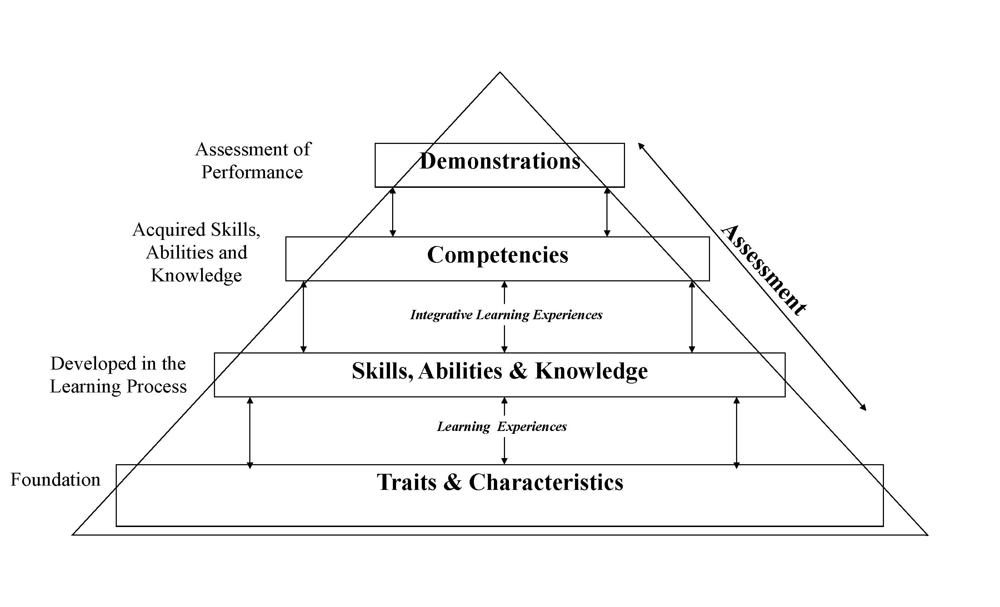 Assessment of
Performance
Demonstrations
Acquired Skills,
Abilities and
Knowledge
Competencies
Assessment
Integrative Learning Experiences
Developed in the
Learning Process
Skills, Abilities & Knowledge
Learning Experiences
Foundation
Traits & Characteristics